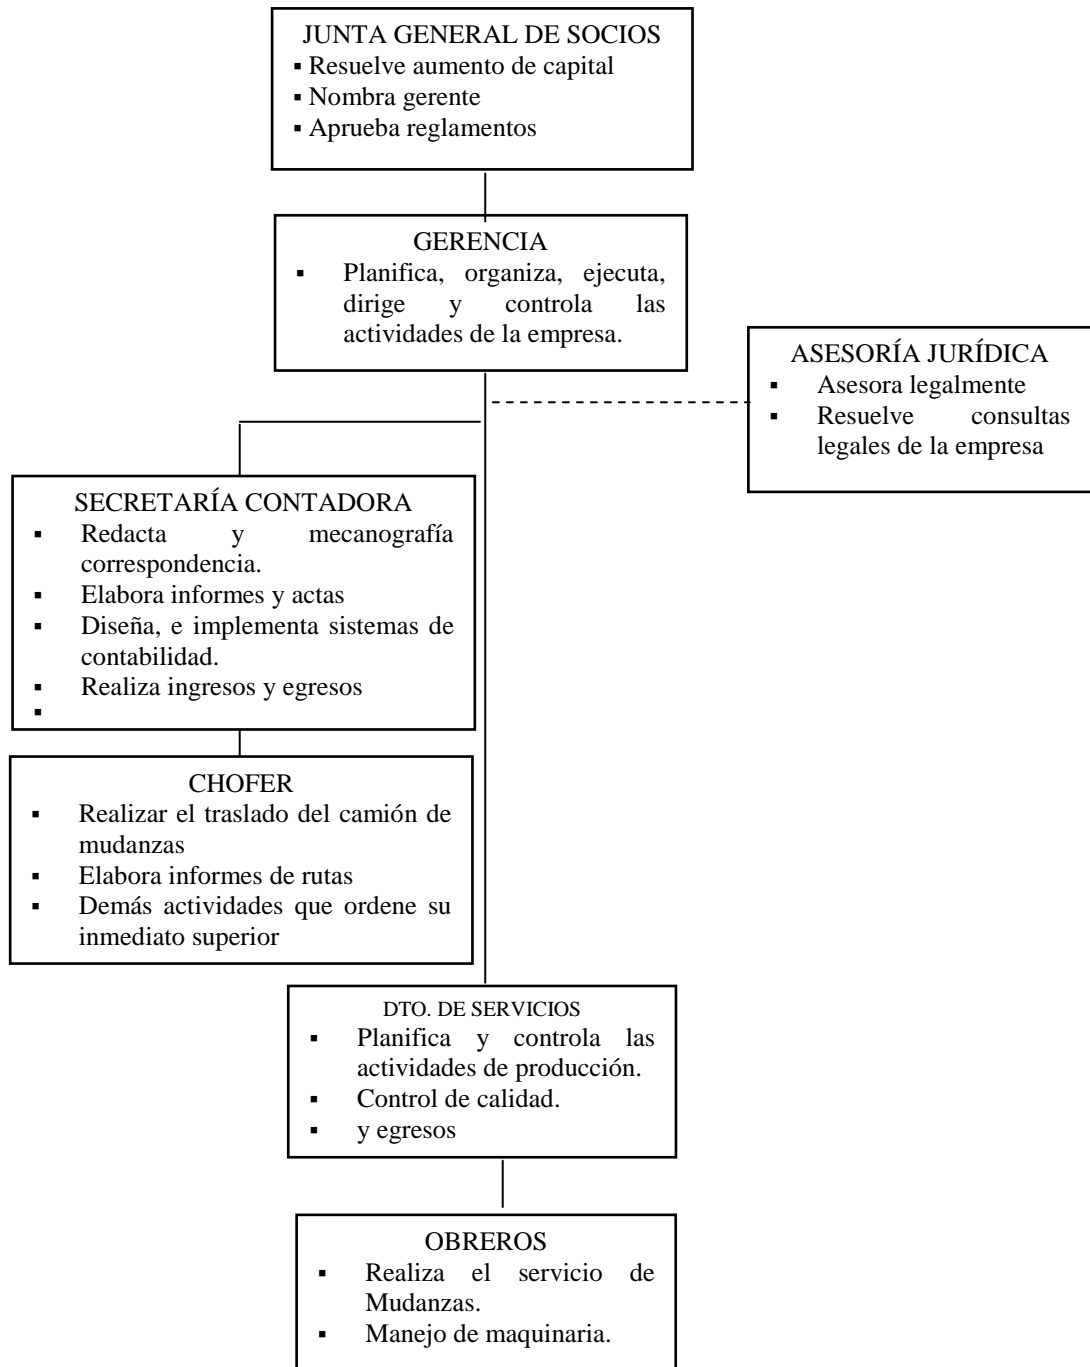 JUNTA GENERAL DE SOCIOS
▪ Resuelve aumento de capital
▪ Nombra gerente
▪ Aprueba reglamentos
GERENCIA
▪ Planifica, organiza, ejecuta,
dirige y controla las
actividades de la empresa.
ASESORÍA JURÍDICA
▪ Asesora legalmente
▪ Resuelve consultas
legales de la empresa
SECRETARÍA CONTADORA
▪ Redacta y mecanografía
correspondencia.
▪ Elabora informes y actas
▪ Diseña, e implementa sistemas de
contabilidad.
▪ Realiza ingresos y egresos
▪
CHOFER
▪ Realizar el traslado del camión de
mudanzas
▪ Elabora informes de rutas
▪ Demás actividades que ordene su
inmediato superior
DTO. DE SERVICIOS
▪ Planifica y controla las
actividades de producción.
▪ Control de calidad.
▪ y egresos
OBREROS
▪ Realiza el servicio de
Mudanzas.
▪ Manejo de maquinaria.